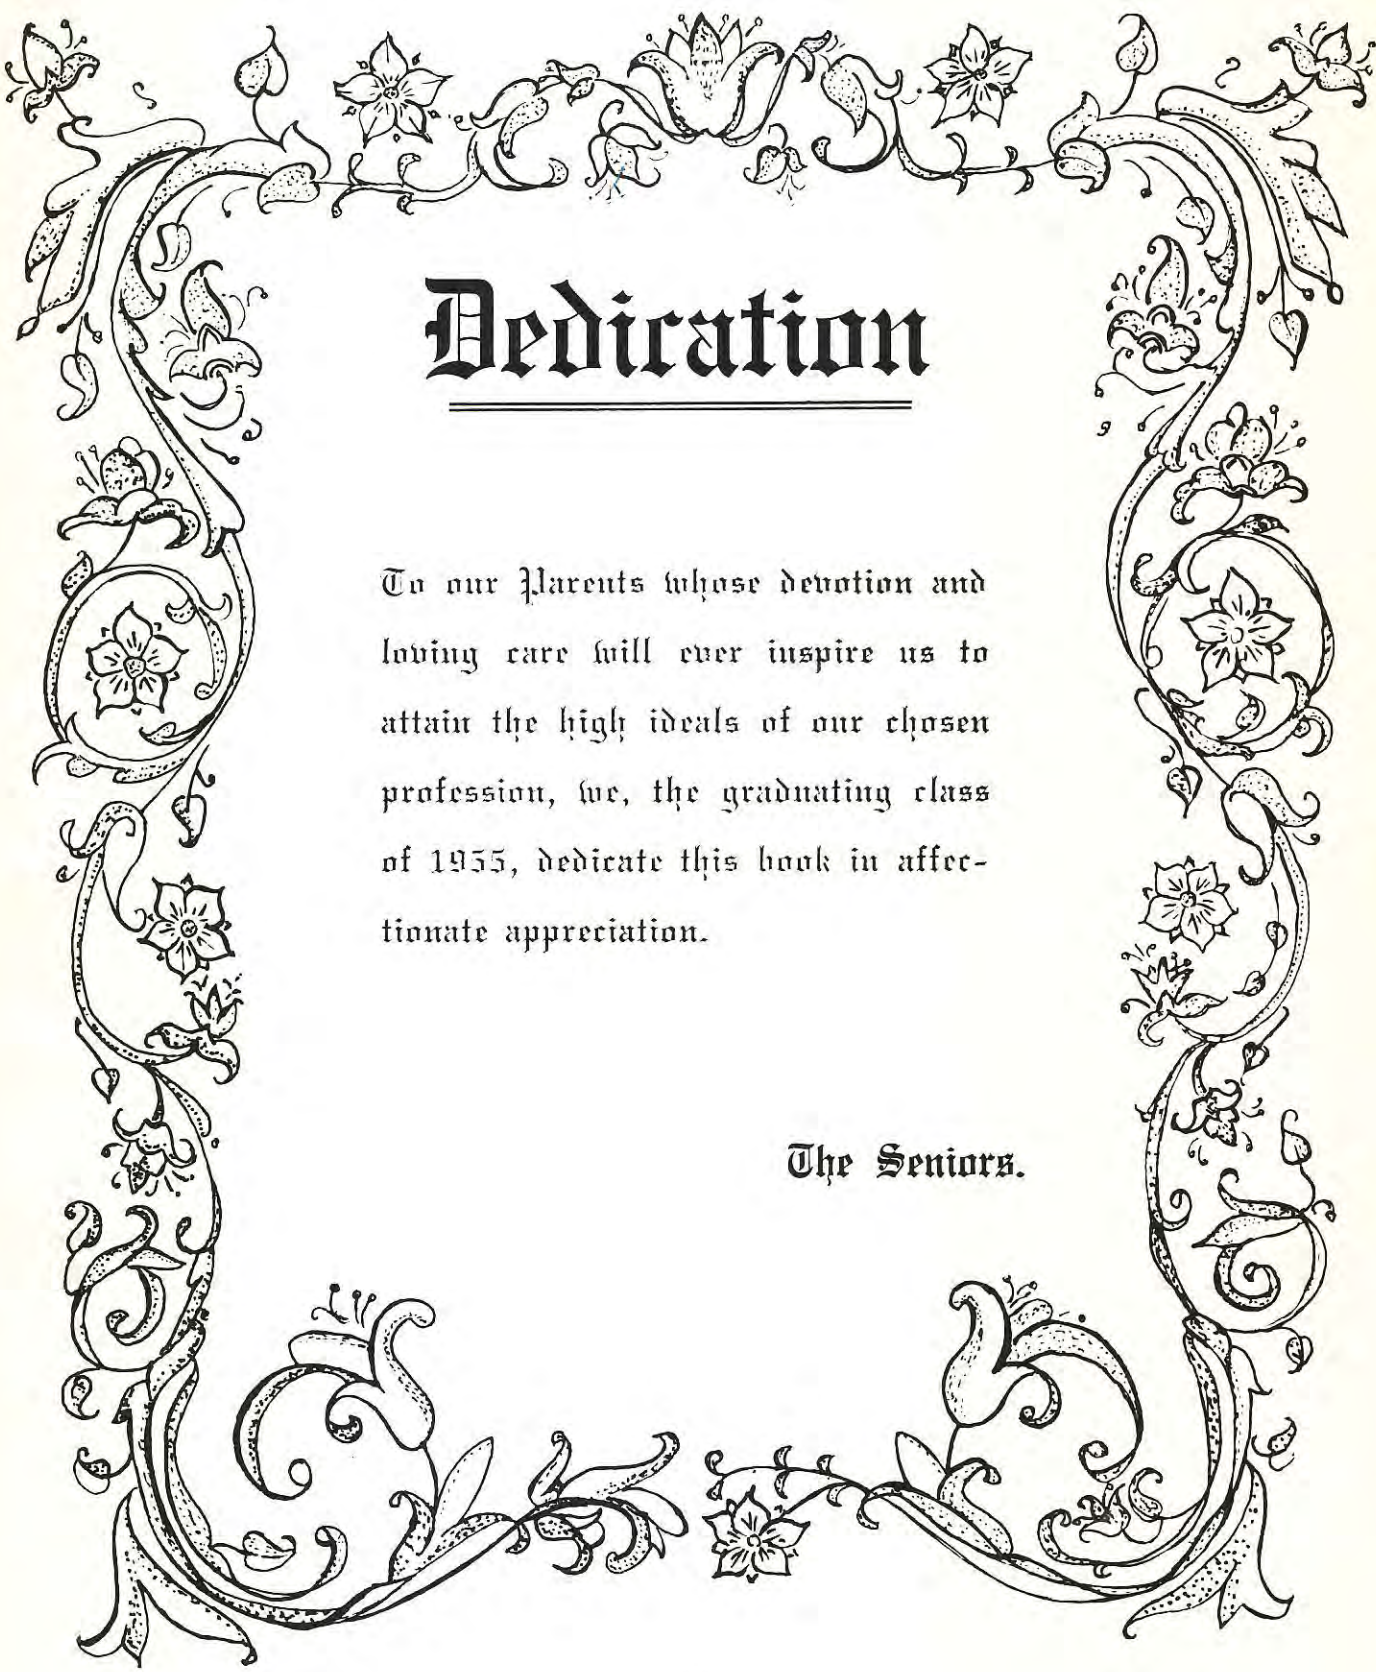 Dedication
To our Parents whose devotion and
loving care will ever inspire us to
attain the high ideals of our chosen
profession, we, the graduating class
of 1955, dedicate this book in affec-
tionate appreciation.
The Seniors.